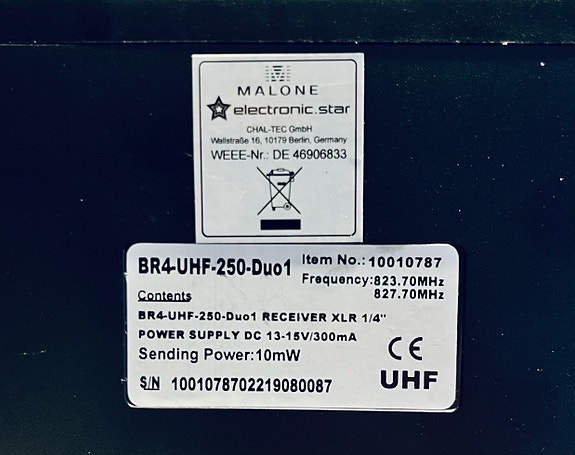 MALONE
electronic.star
CHAL-TEC GmbH
Wallstraße 16, 10179 Berlin, Germany
WEEE-Nr.: DE 46906833
BR4-UHF-250-Duo1 Item No.: 10010787
Frequency:823.70MHz
827.70MHz
Contents
BR4-UHF-250-Duo1 RECEIVER XLR 1/4"
POWER SUPPLY DC 13-15V/300mA
Sending Power:10mW
CE
S/N 1001078702219080087
UHF